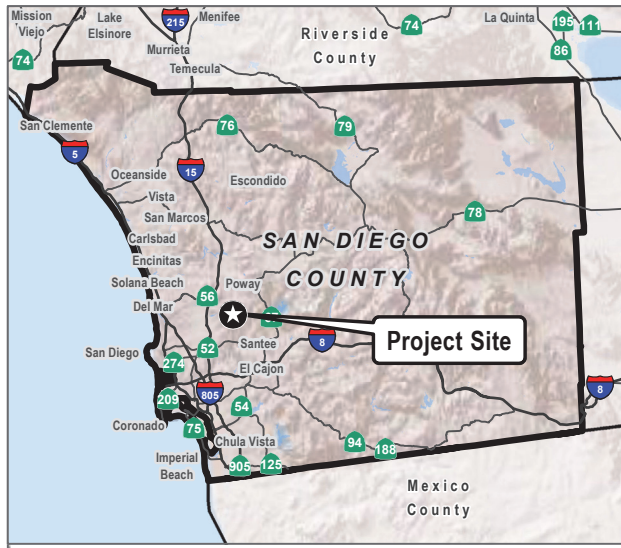 Mission
Viejo
Lake
Elsinore
215
Menifee
74
La Quinta
195
111
86
Riverside
County
Murrieta
Temecula
74
San Clemente
76
79
5
15
Oceanside
Escondido
Vista
78
San Marcos
Carlsbad
SAN DIEGO
COUNTY
Encinitas
Solana Beach
Poway
56
Del Mar
Project Site
8
San Diego
52
Santee
274
El Cajon
8
805
209
54
Coronado
75
Chula Vista
94
188
Imperial
Beach
905
125
Mexico
County